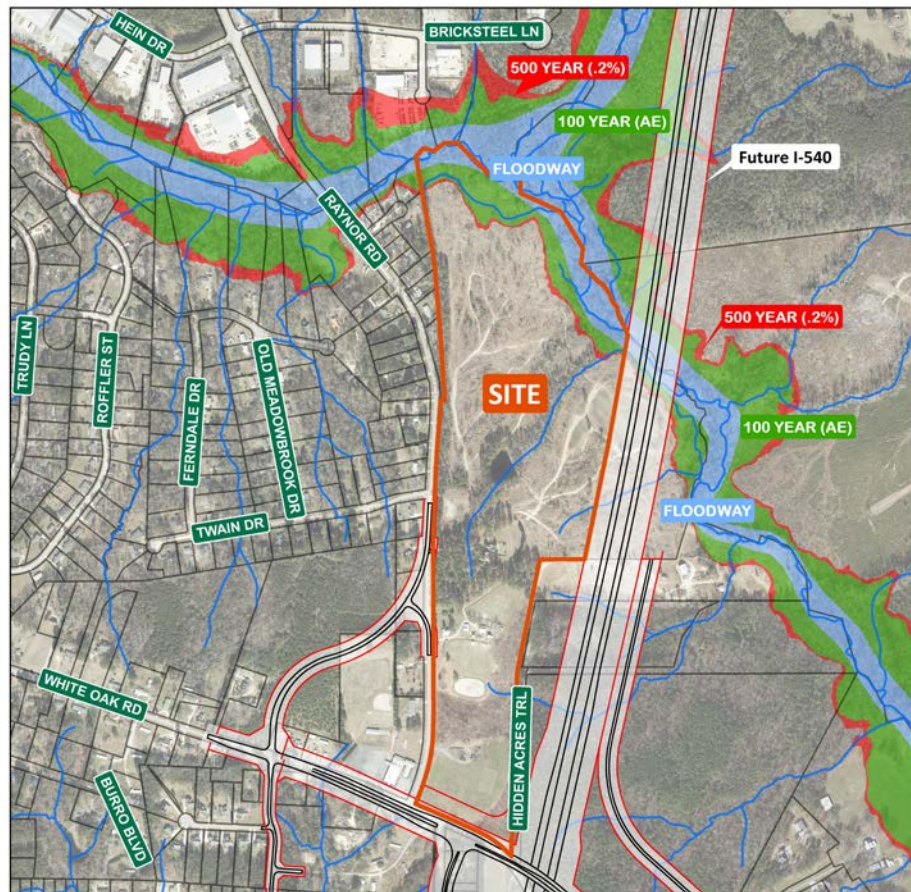 HEIN DR
BRICKSTEEL LN
500 YEAR (.2%)
100 YEAR (AE)
Future I-540
FLOODWAY
RAYNOR RD
TRUDY LN
ROFFLER ST
FERNDALE DR
OLD MEADOWBROOK DR
SITE
500 YEAR (.2%)
100 YEAR (AE)
TWAIN DR
FLOODWAY
WHITE OAK RD
HIDDEN ACRES TRL
BURRO BLVD